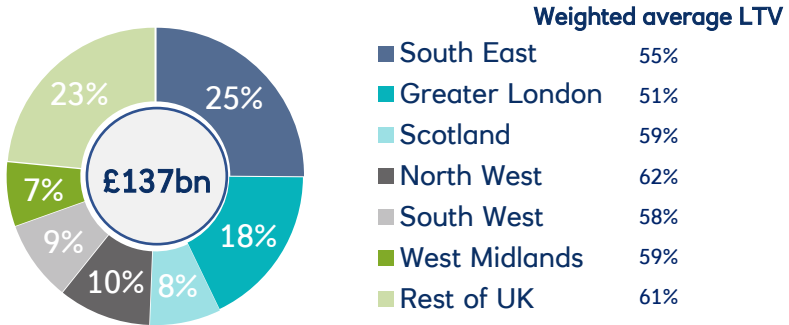 Weighted average LTV
South East 55%
Greater London 51%
Scotland 59%
North West 62%
South West 58%
West Midlands 59%
Rest of UK 61%
23%
25%
7%
£137bn
18%
9%
10%
8%